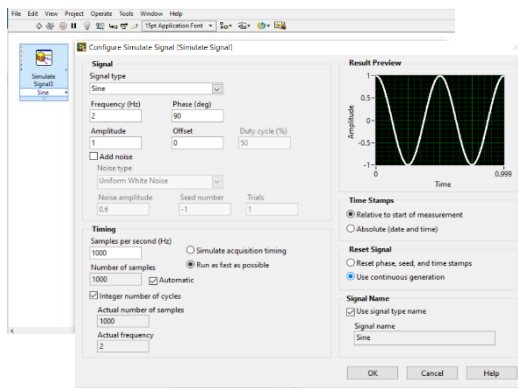 File Edit View Project Operate Tools Window Help
15pt Application Font
Simulate
Signal3
Sine
Configure Simulate Signal [Simulate Signal]
Signal
Signal type
Sine
Frequency (Hz) Phase (deg)
2 90
Amplitude Offset Duty cycle (%)
1 0 50
Add noise
Noise type
Uniform White Noise
Noise amplitude Seed number Trials
0.6 -1 1
Timing
Samples per second (Hz)
1000
Simulate acquisition timing
Run as fast as possible
Number of samples
1000 Automatic
Integer number of cycles
Actual number of samples
1000
Actual frequency
2
Result Preview
Amplitude
1
0.5
0
-0.5
-1
0 0.999
Time
Time Stamps
Relative to start of measurement
Absolute (date and time)
Reset Signal
Reset phase, seed, and time stamps
Use continuous generation
Signal Name
Use signal type name
Signal name
Sine
OK Cancel Help